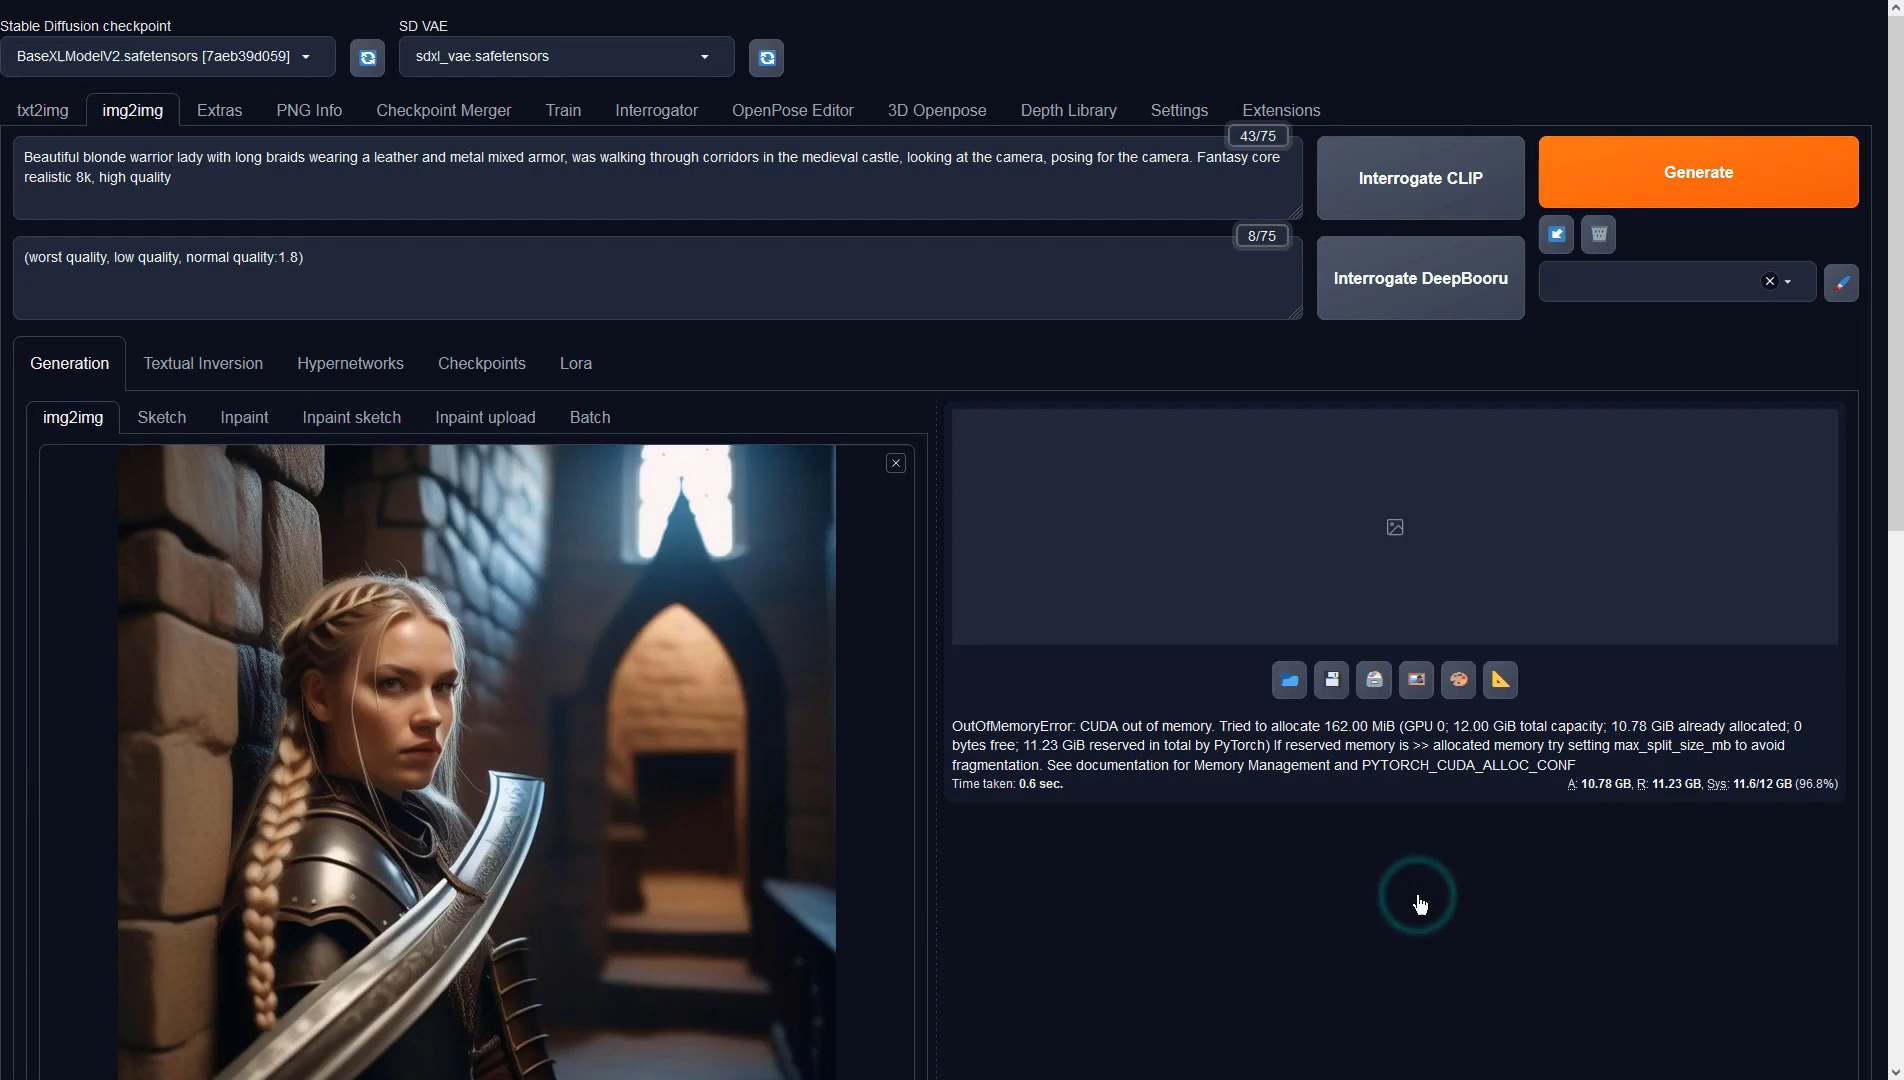 Stable Diffusion checkpoint
SD VAE
BaseXLModelV2.safetensors [7aeb39d059]
sdxl_vae.safetensors
txt2img
img2img
Extras
PNG Info
Checkpoint Merger
Train
Interrogator
OpenPose Editor
3D Openpose
Depth Library
Settings
Extensions
43/75
Beautiful blonde warrior lady with long braids wearing a leather and metal mixed armor, was walking through corridors in the medieval castle, looking at the camera, posing for the camera. Fantasy core
realistic 8k, high quality
Interrogate CLIP
Generate
8/75
(worst quality, low quality, normal quality:1.8)
Interrogate DeepBooru
Generation
Textual Inversion
Hypernetworks
Checkpoints
Lora
img2img
Sketch
Inpaint
Inpaint sketch
Inpaint upload
Batch
OutOfMemoryError: CUDA out of memory. Tried to allocate 162.00 MiB (GPU 0; 12.00 GiB total capacity; 10.78 GiB already allocated; 0
bytes free; 11.23 GiB reserved in total by PyTorch) If reserved memory is >> allocated memory try setting max_split_size_mb to avoid
fragmentation. See documentation for Memory Management and PYTORCH_CUDA_ALLOC_CONF
Time taken: 0.6 sec.
A: 10.78 GB, R: 11.23 GB, Sys: 11.6/12 GB (96.8%)